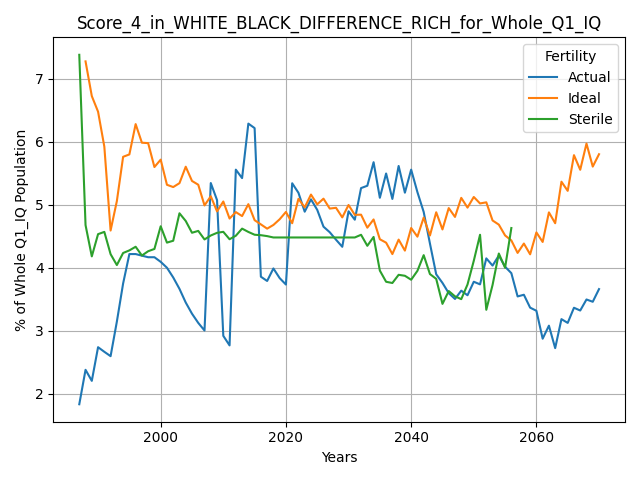 Score_4_in_WHITE_BLACK_DIFFERENCE_RICH_for_Whole_Q1_IQ
Fertility
Actual
Ideal
Sterile
% of Whole Q1_IQ Population
7
6
5
4
3
2
2000 2020 2040 2060
Years